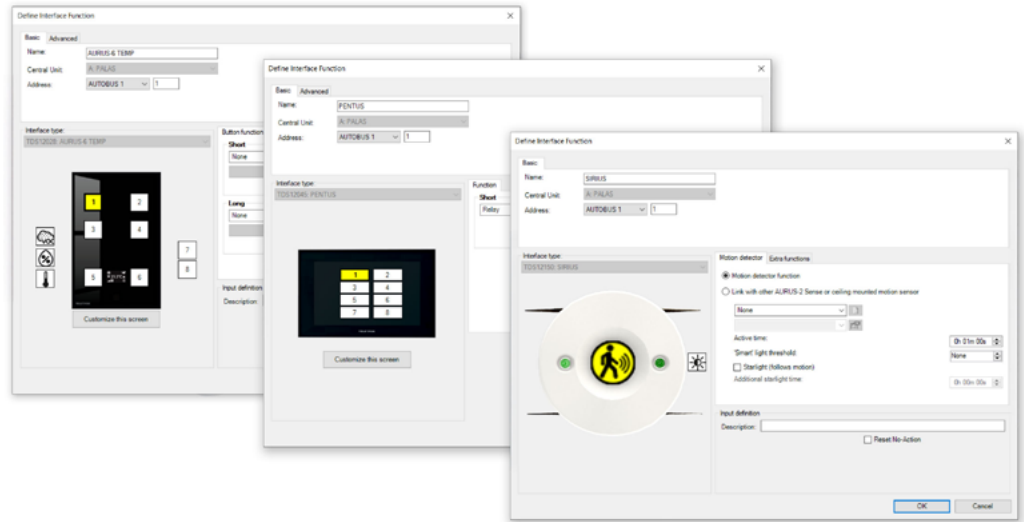 Define Interface Function
Basic Advanced
Name: AURUS-6 TEMP
Central Unit: A: PALAS
Address: AUTOBUS 1 1
Interface type:
TDS12028: AURUS 6 TEMP
1 2
3 4
5 6
7
8
Customize this screen
Button function
Short
None
Long
None
Input definition
Description:
Define Interface Function
Basic Advanced
Name: PENTUS
Central Unit: A: PALAS
Address: AUTOBUS 1 1
Interface type:
TDS12045: PENTUS
1 2
3 4
5 6
7 8
Customize this screen
Function
Short
Relay
Define Interface Function
Basic
Name: SIRIUS
Central Unit: A: PALAS
Address: AUTOBUS 1 1
Interface type:
TDS12150: SIRIUS
Motion detector Extra functions
Motion detector function
Link with other AURUS-2 Sense or ceiling mounted motion sensor
None
Active time: 0h 01m 00s
'Smart' light threshold: None
Starlight (follows motion)
Additional starlight time: 0h 00m 00s
Input definition
Description:
Reset No-Action
OK Cancel